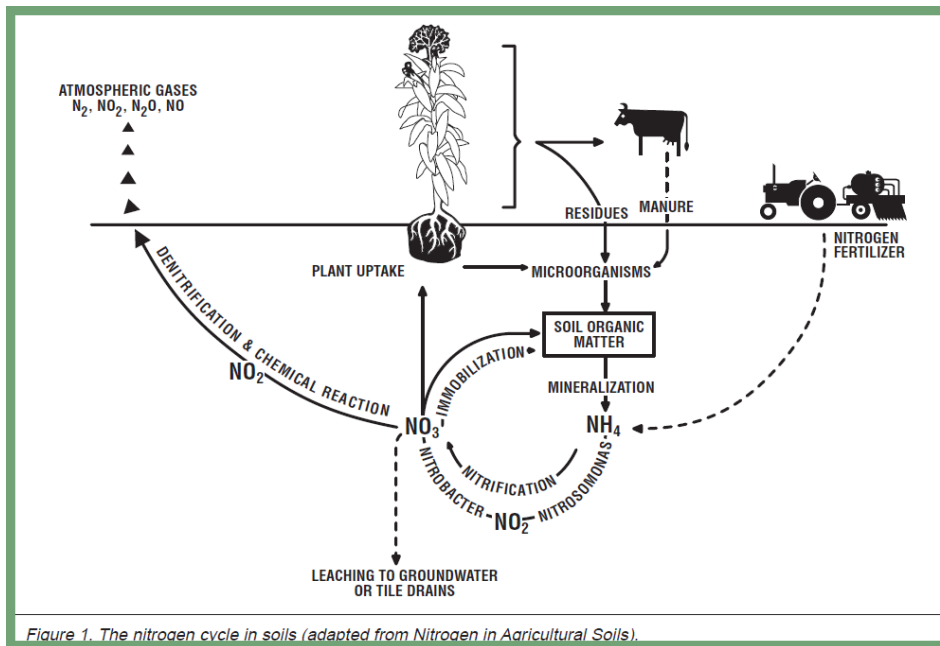 ATMOSPHERIC GASES
N₂, NO₂, N₂O, NO
RESIDUES
MANURE
NITROGEN
FERTILIZER
PLANT UPTAKE
MICROORGANISMS
SOIL ORGANIC
MATTER
DENITRIFICATION & CHEMICAL REACTION
NO₂
IMMOBILIZATION
MINERALIZATION
NO₃
NH₄
NITRIFICATION
NITROBACTER
NO₂
NITROSOMONAS
LEACHING TO GROUNDWATER
OR TILE DRAINS
Figure 1. The nitrogen cycle in soils (adapted from Nitrogen in Agricultural Soils).